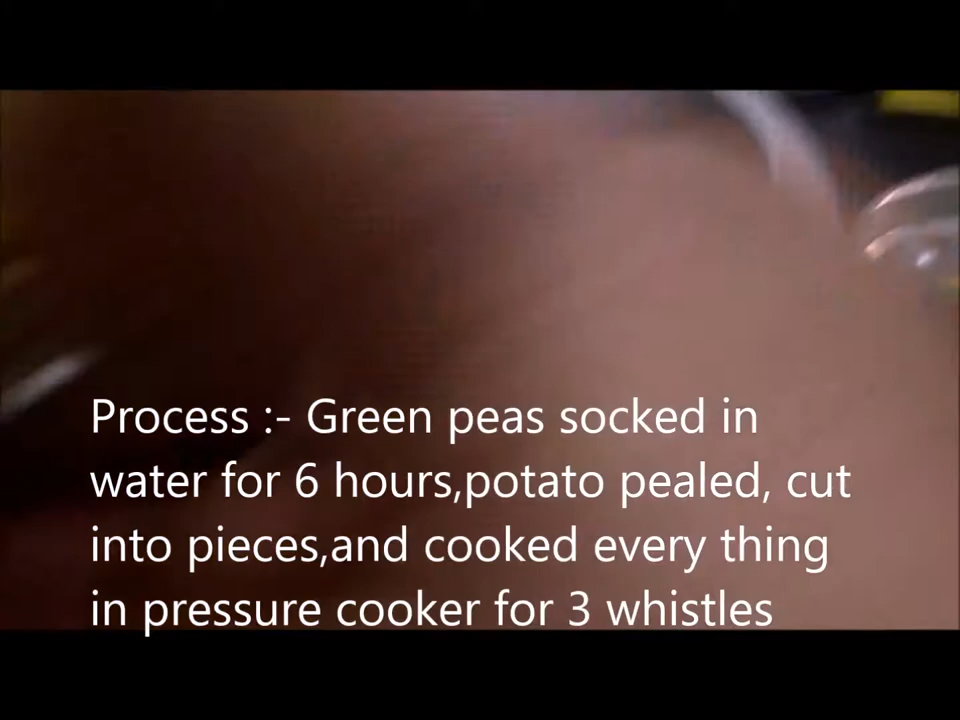 Process :- Green peas socked in
water for 6 hours,potato pealed, cut
into pieces,and cooked every thing
in pressure cooker for 3 whistles